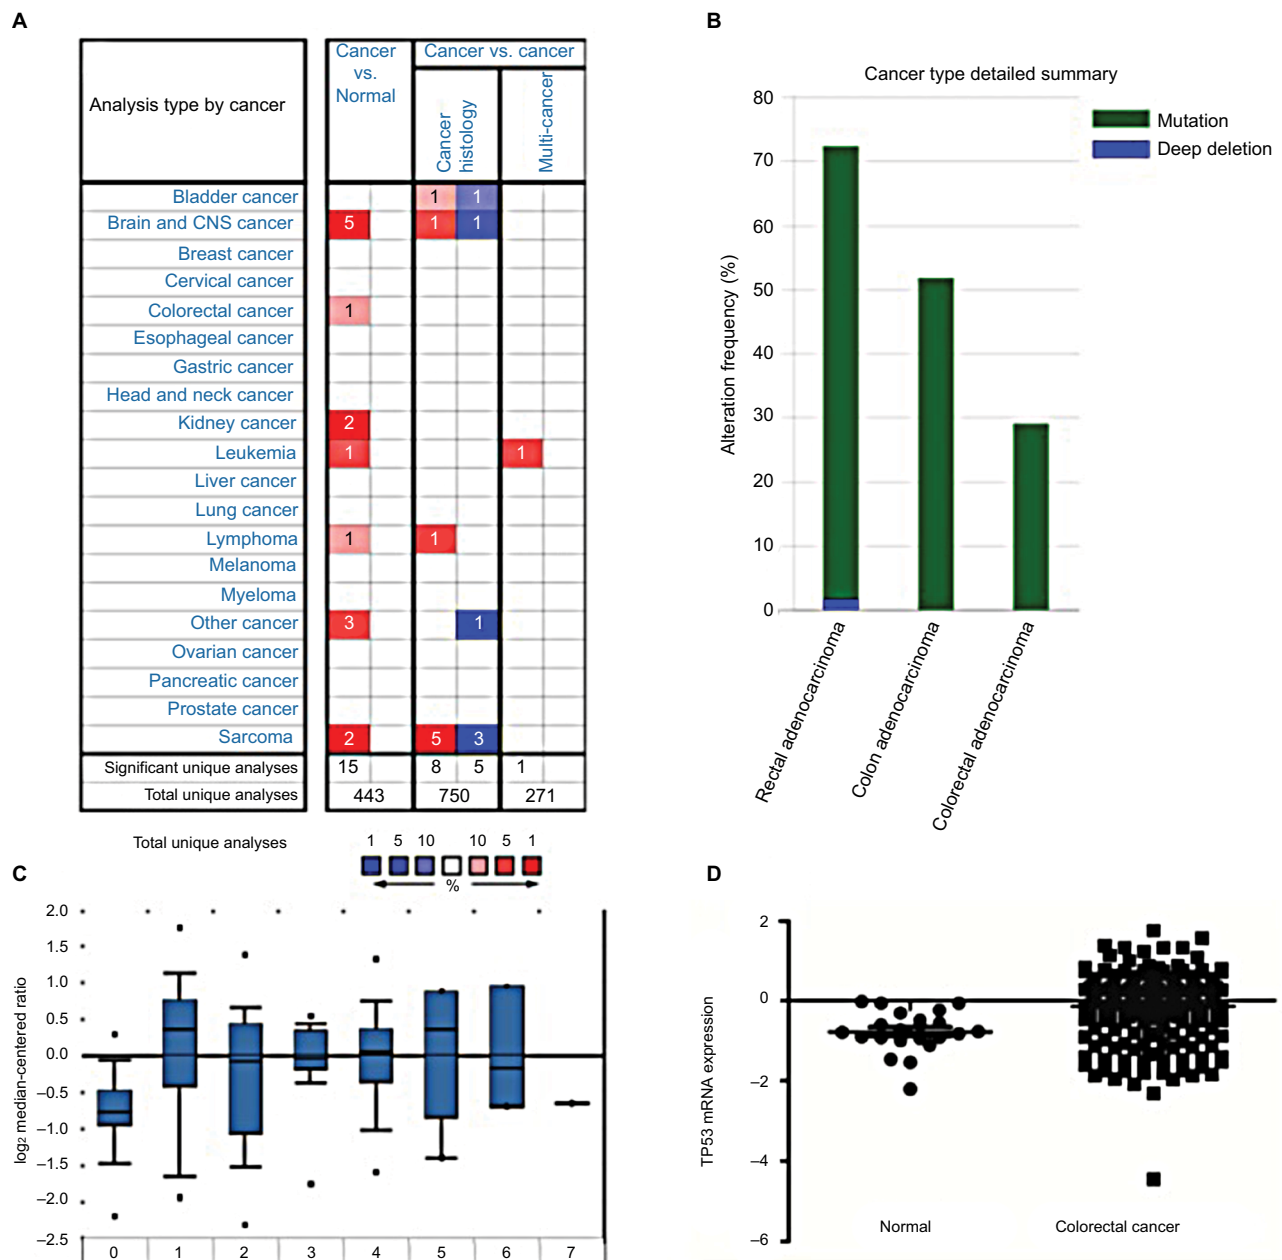 A
Analysis type by cancer
Cancer
vs.
Normal
Cancer vs. cancer
Cancer
histology
Multi-cancer
Bladder cancer 1 1
Brain and CNS cancer 5 1 1
Breast cancer
Cervical cancer
Colorectal cancer 1
Esophageal cancer
Gastric cancer
Head and neck cancer
Kidney cancer 2
Leukemia 1 1
Liver cancer
Lung cancer
Lymphoma 1 1
Melanoma
Myeloma
Other cancer 3 1
Ovarian cancer
Pancreatic cancer
Prostate cancer
Sarcoma 2 5 3
Significant unique analyses 15 8 5 1
Total unique analyses 443 750 271
Total unique analyses 1 5 10 10 5 1
%
B
Cancer type detailed summary
Mutation
Deep deletion
Alteration frequency (%)
80
70
60
50
40
30
20
10
0
Rectal adenocarcinoma
Colon adenocarcinoma
Colorectal adenocarcinoma
C
log2 median-centered ratio
2.0
1.5
1.0
0.5
0.0
–0.5
–1.0
–1.5
–2.0
–2.5
0 1 2 3 4 5 6 7
D
TP53 mRNA expression
2
0
–2
–4
–6
Normal
Colorectal cancer